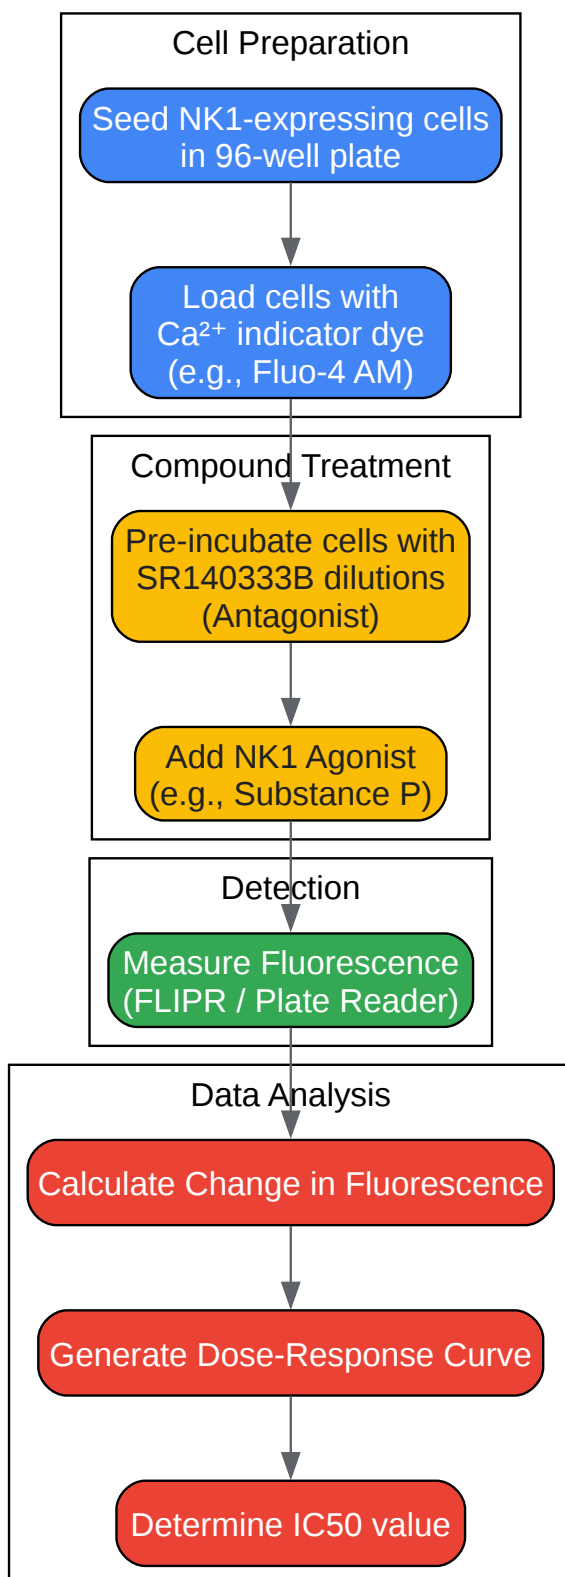 Cell Preparation
Seed NK1-expressing cells
in 96-well plate
Load cells with
Ca²⁺ indicator dye
(e.g., Fluo-4 AM)
Compound Treatment
Pre-incubate cells with
SR140333B dilutions
(Antagonist)
Add NK1 Agonist
(e.g., Substance P)
Detection
Measure Fluorescence
(FLIPR / Plate Reader)
Data Analysis
Calculate Change in Fluorescence
Generate Dose-Response Curve
Determine IC50 value